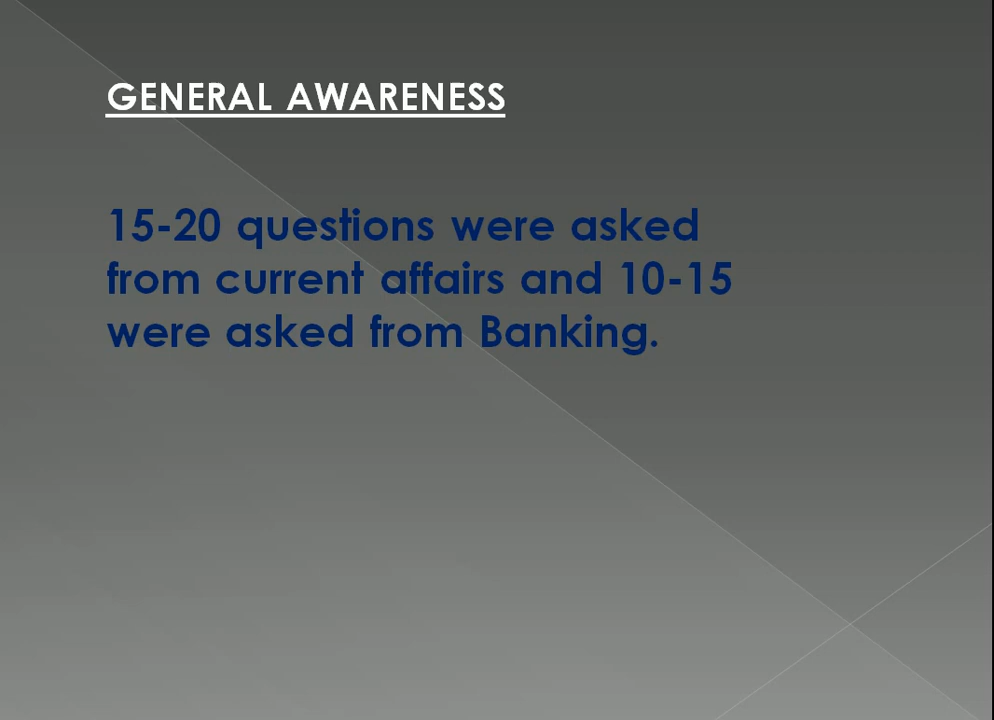 GENERAL AWARENESS
15-20 questions were asked
from current affairs and 10-15
were asked from Banking.